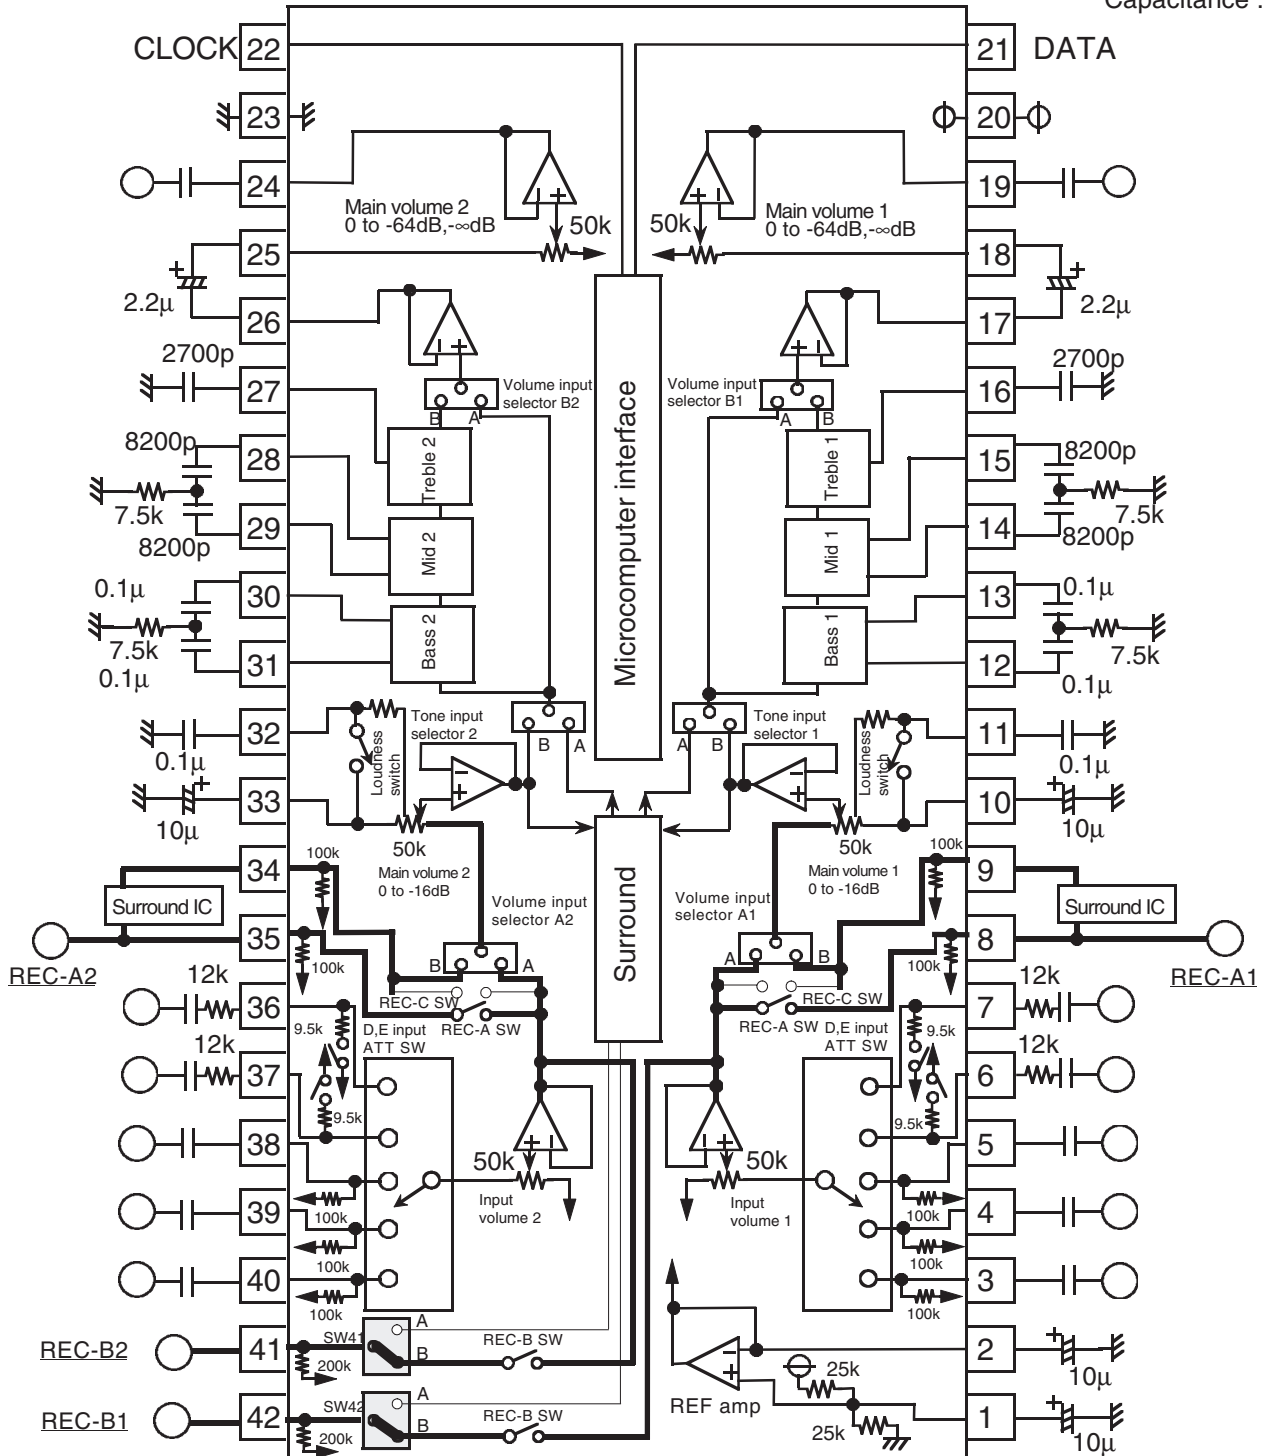 Capacitance :
CLOCK 22
21 DATA
23
20
24
19
Main volume 2
0 to -64dB,-∞dB
50k
50k
Main volume 1
0 to -64dB,-∞dB
25
18
2.2μ
2.2μ
26
17
2700p
2700p
27
16
Volume input
selector B2
Volume input
selector B1
B
A
A
B
8200p
8200p
28
15
Treble 2
Treble 1
7.5k
7.5k
29
14
8200p
8200p
Mid 2
Mid 1
Microcomputer interface
0.1μ
0.1μ
30
13
Bass 2
Bass 1
7.5k
7.5k
31
12
0.1μ
0.1μ
32
11
Tone input
selector 2
Tone input
selector 1
B
A
A
B
0.1μ
0.1μ
Loudness
switch
Loudness
switch
33
10
10μ
10μ
50k
50k
100k
100k
34
9
Main volume 2
0 to -16dB
Main volume 1
0 to -16dB
Surround IC
Surround IC
Volume input
selector A2
Volume input
selector A1
Surround
35
8
REC-A2
REC-A1
100k
100k
B
A
A
B
REC-C SW
REC-C SW
12k
12k
36
7
REC-A SW
REC-A SW
9.5k
9.5k
D,E input
ATT SW
D,E input
ATT SW
12k
12k
37
6
9.5k
9.5k
38
5
50k
50k
Input
volume 2
Input
volume 1
100k
100k
39
4
100k
100k
40
3
100k
100k
SW41
A
B
REC-B SW
REC-B2
41
2
200k
10μ
25k
REF amp
SW42
A
B
REC-B SW
REC-B1
42
1
200k
25k
10μ